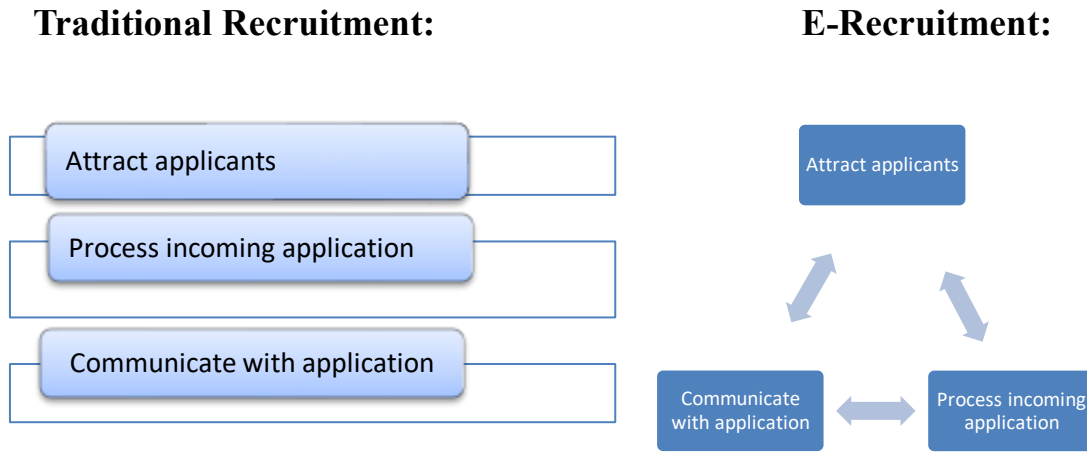 Traditional Recruitment:
E-Recruitment:
Attract applicants
Process incoming application
Communicate with application
Attract applicants
Communicate
with application
Process incoming
application